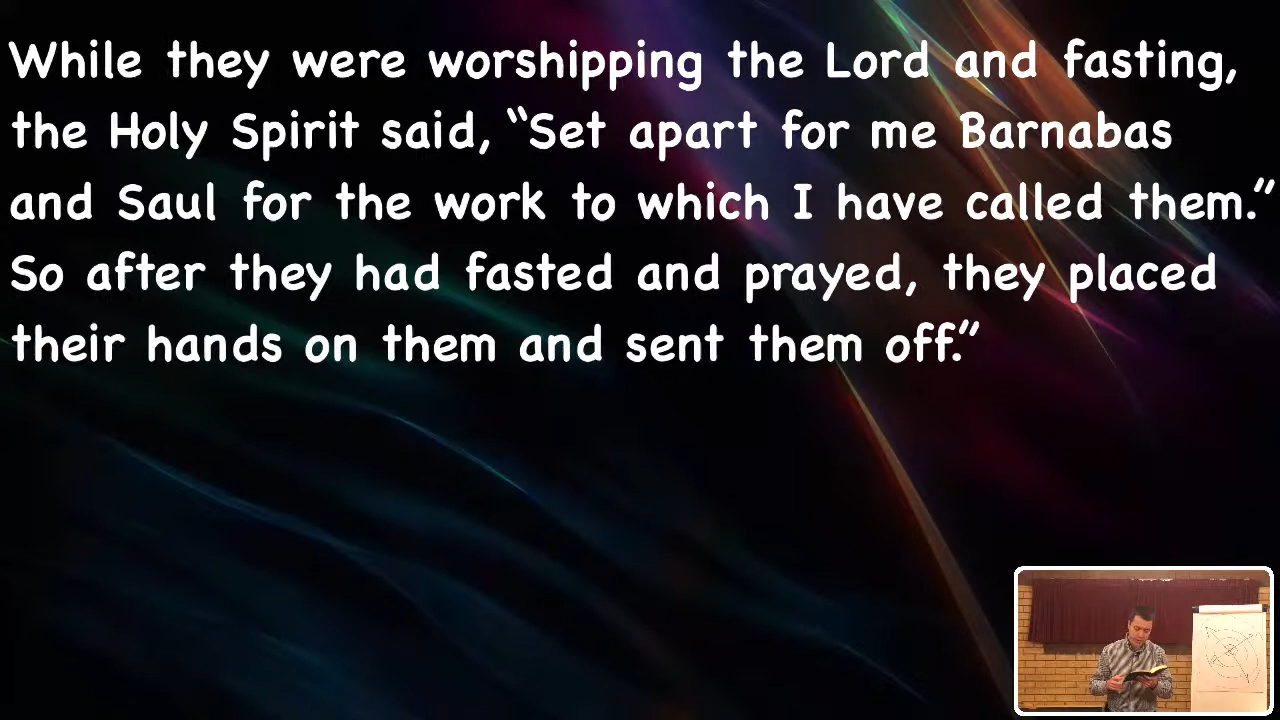 While they were worshipping the Lord and fasting,
the Holy Spirit said, “Set apart for me Barnabas
and Saul for the work to which I have called them.”
So after they had fasted and prayed, they placed
their hands on them and sent them off.”